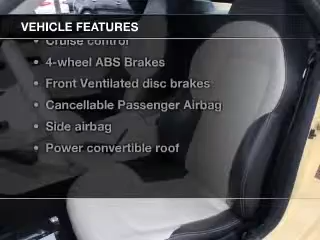 VEHICLE FEATURES
• Cruise control
• 4-wheel ABS Brakes
• Front Ventilated disc brakes
• Cancellable Passenger Airbag
• Side airbag
• Power convertible roof